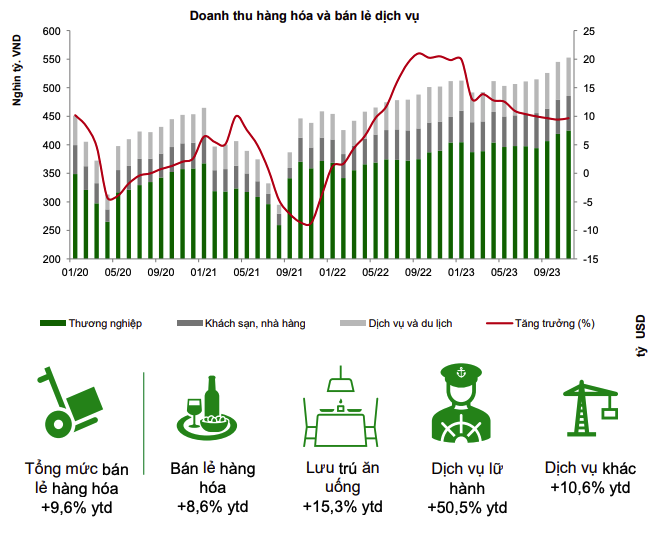 Doanh thu hàng hóa và bán lẻ dịch vụ
Nghìn tỷ. VND
600
550
500
450
400
350
300
250
200
25
20
15
10
5
0
-5
-10
-15
01/20
05/20
09/20
01/21
05/21
09/21
01/22
05/22
09/22
01/23
05/23
09/23
tỷ USD
Thương nghiệp
Khách sạn, nhà hàng
Dịch vụ và du lịch
Tăng trưởng (%)
Tổng mức bán
lẻ hàng hóa
+9,6% ytd
Bán lẻ hàng
hóa
+8,6% ytd
Lưu trú ăn
uống
+15,3% ytd
Dịch vụ lữ
hành
+50,5% ytd
Dịch vụ khác
+10,6% ytd